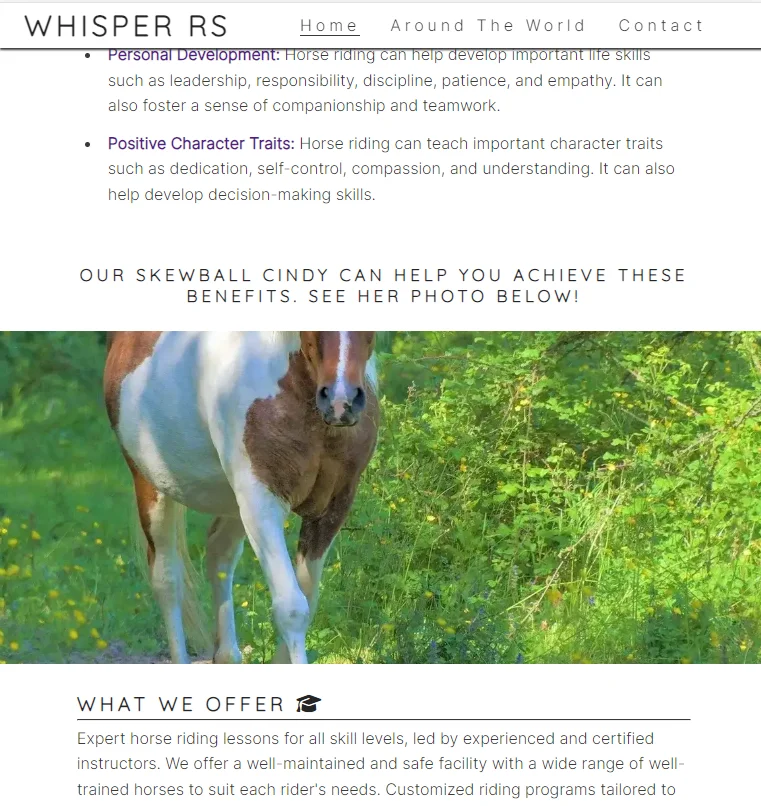 WHISPER RS
Home
Around The World
Contact
Personal Development: Horse riding can help develop important life skills
such as leadership, responsibility, discipline, patience, and empathy. It can
also foster a sense of companionship and teamwork.
Positive Character Traits: Horse riding can teach important character traits
such as dedication, self-control, compassion, and understanding. It can also
help develop decision-making skills.
OUR SKEWBALL CINDY CAN HELP YOU ACHIEVE THESE
BENEFITS. SEE HER PHOTO BELOW!
WHAT WE OFFER
Expert horse riding lessons for all skill levels, led by experienced and certified
instructors. We offer a well-maintained and safe facility with a wide range of well-
trained horses to suit each rider's needs. Customized riding programs tailored to